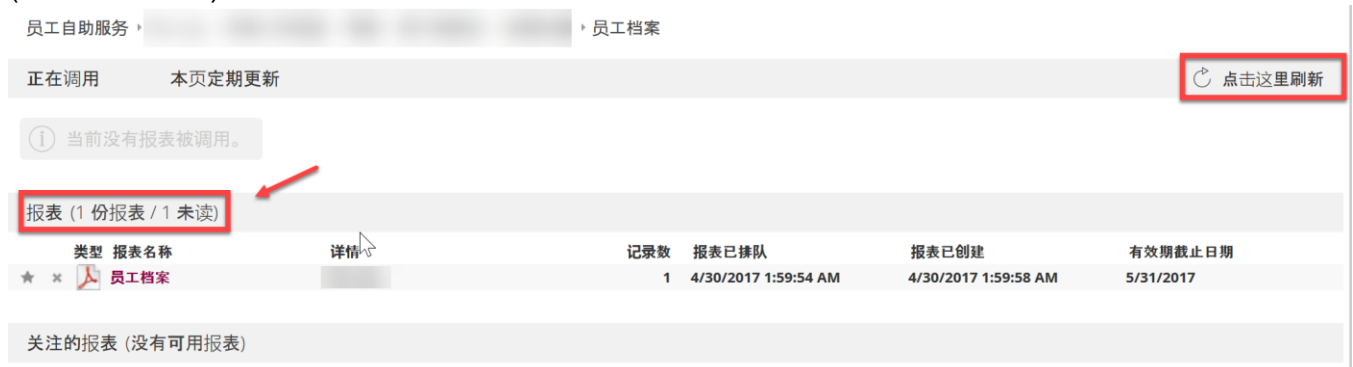 员工自助服务 › 员工档案
正在调用 本页定期更新 点击这里刷新
当前没有报表被调用。
报表 (1 份报表 / 1 未读)
类型 报表名称 详情 记录数 报表已排队 报表已创建 有效期截止日期
员工档案 1 4/30/2017 1:59:54 AM 4/30/2017 1:59:58 AM 5/31/2017
关注的报表 (没有可用报表)